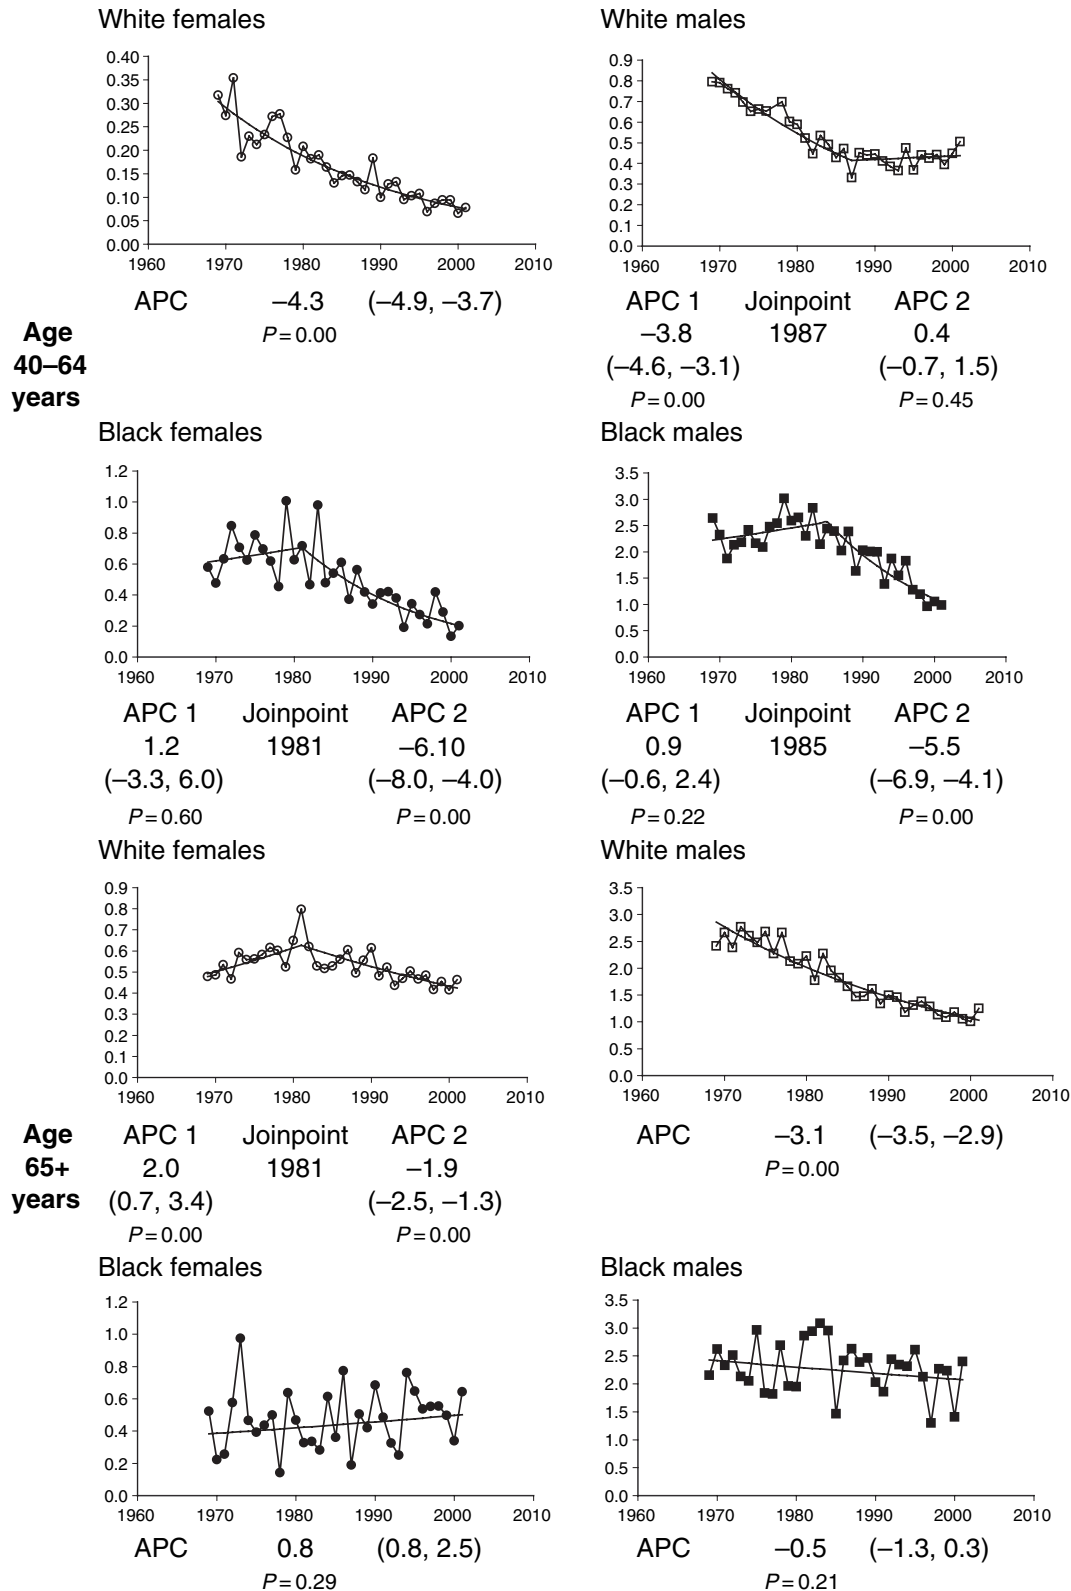 White females
White males
0.40
0.35
0.30
0.25
0.20
0.15
0.10
0.05
0.00
1960 1970 1980 1990 2000 2010
0.9
0.8
0.7
0.6
0.5
0.4
0.3
0.2
0.1
0.0
1960 1970 1980 1990 2000 2010
APC –4.3 (–4.9, –3.7)
P = 0.00
APC 1 Joinpoint APC 2
–3.8 1987 0.4
(–4.6, –3.1) (–0.7, 1.5)
P = 0.00 P = 0.45
Age
40–64
years
Black females
Black males
1.2
1.0
0.8
0.6
0.4
0.2
0.0
1960 1970 1980 1990 2000 2010
3.5
3.0
2.5
2.0
1.5
1.0
0.5
0.0
1960 1970 1980 1990 2000 2010
APC 1 Joinpoint APC 2
1.2 1981 –6.10
(–3.3, 6.0) (–8.0, –4.0)
P = 0.60 P = 0.00
APC 1 Joinpoint APC 2
0.9 1985 –5.5
(–0.6, 2.4) (–6.9, –4.1)
P = 0.22 P = 0.00
White females
White males
0.9
0.8
0.7
0.6
0.5
0.4
0.3
0.2
0.1
0.0
1960 1970 1980 1990 2000 2010
3.5
3.0
2.5
2.0
1.5
1.0
0.5
0.0
1960 1970 1980 1990 2000 2010
Age
65+
years
APC 1 Joinpoint APC 2
2.0 1981 –1.9
(0.7, 3.4) (–2.5, –1.3)
P = 0.00 P = 0.00
APC –3.1 (–3.5, –2.9)
P = 0.00
Black females
Black males
1.2
1.0
0.8
0.6
0.4
0.2
0.0
1960 1970 1980 1990 2000 2010
3.5
3.0
2.5
2.0
1.5
1.0
0.5
0.0
1960 1970 1980 1990 2000 2010
APC 0.8 (0.8, 2.5)
P = 0.29
APC –0.5 (–1.3, 0.3)
P = 0.21